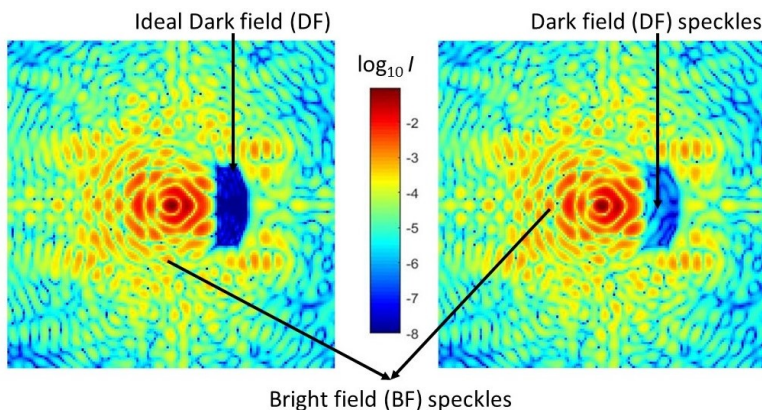 Ideal Dark field (DF)
Dark field (DF) speckles
log₁₀ I
-2
-3
-4
-5
-6
-7
-8
Bright field (BF) speckles